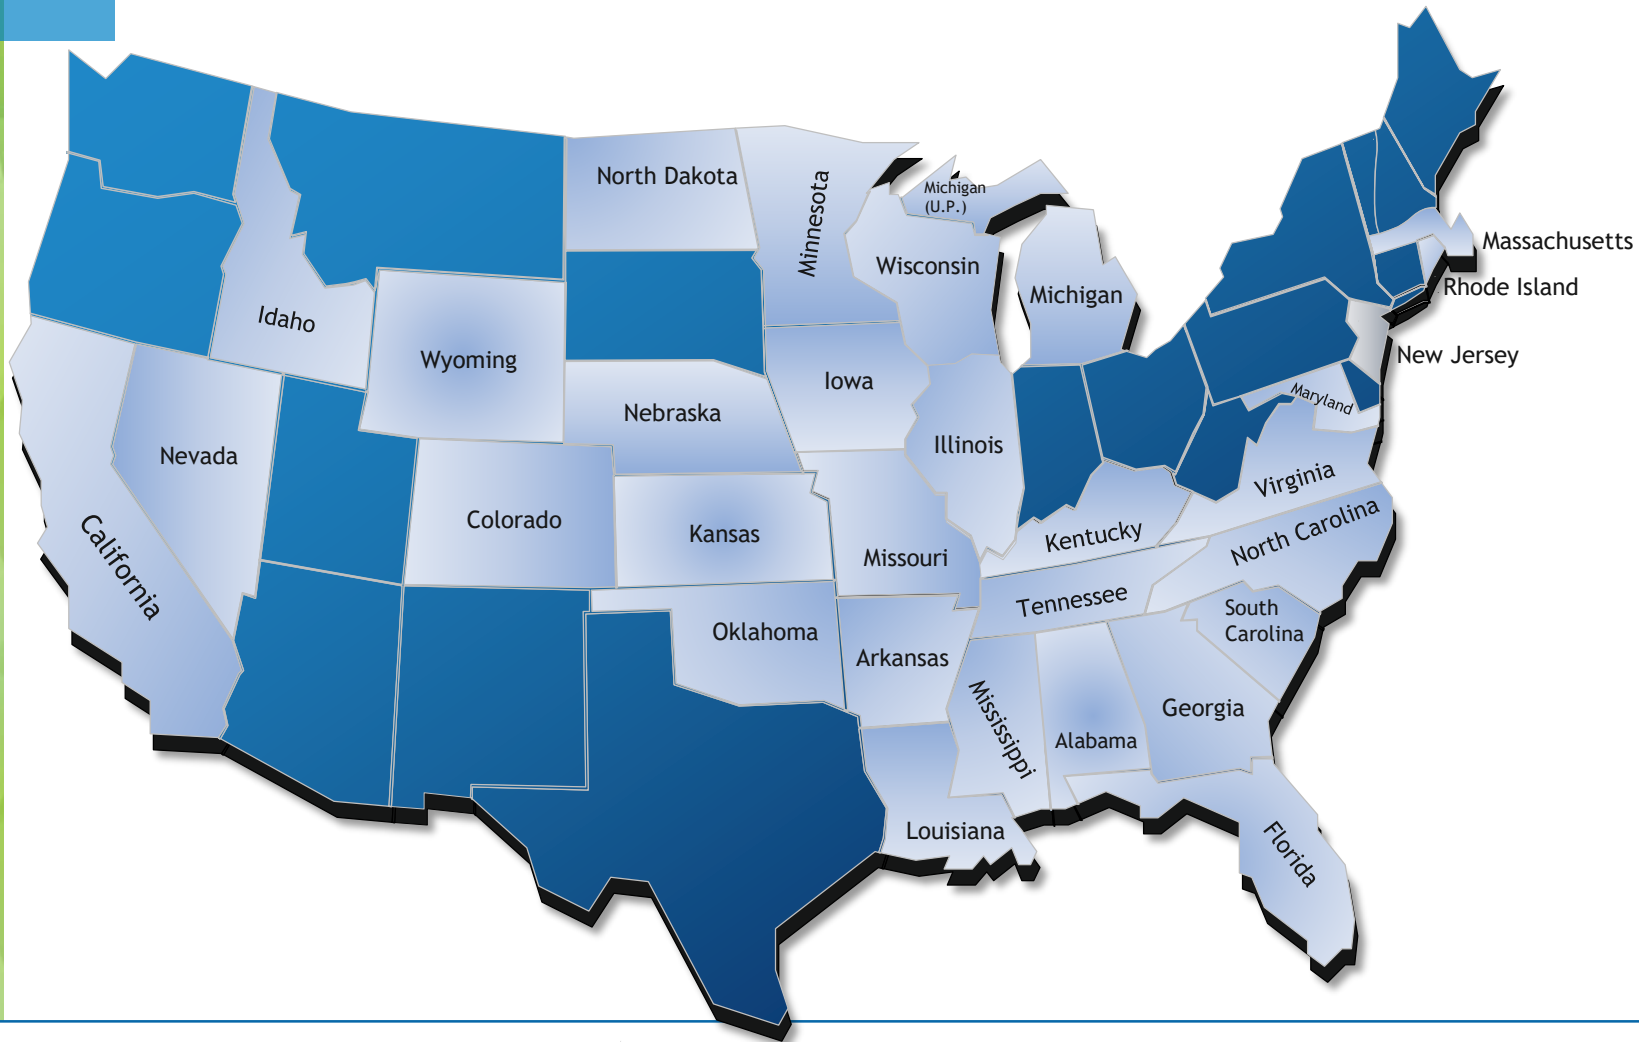 North Dakota
Minnesota
Michigan
(U.P.)
Wisconsin
Michigan
Massachusetts
Rhode Island
New Jersey
Idaho
Wyoming
Iowa
Maryland
Nebraska
Illinois
Nevada
Virginia
Colorado
Kansas
Kentucky
North Carolina
California
Missouri
Tennessee
South
Carolina
Oklahoma
Arkansas
Mississippi
Georgia
Alabama
Louisiana
Florida